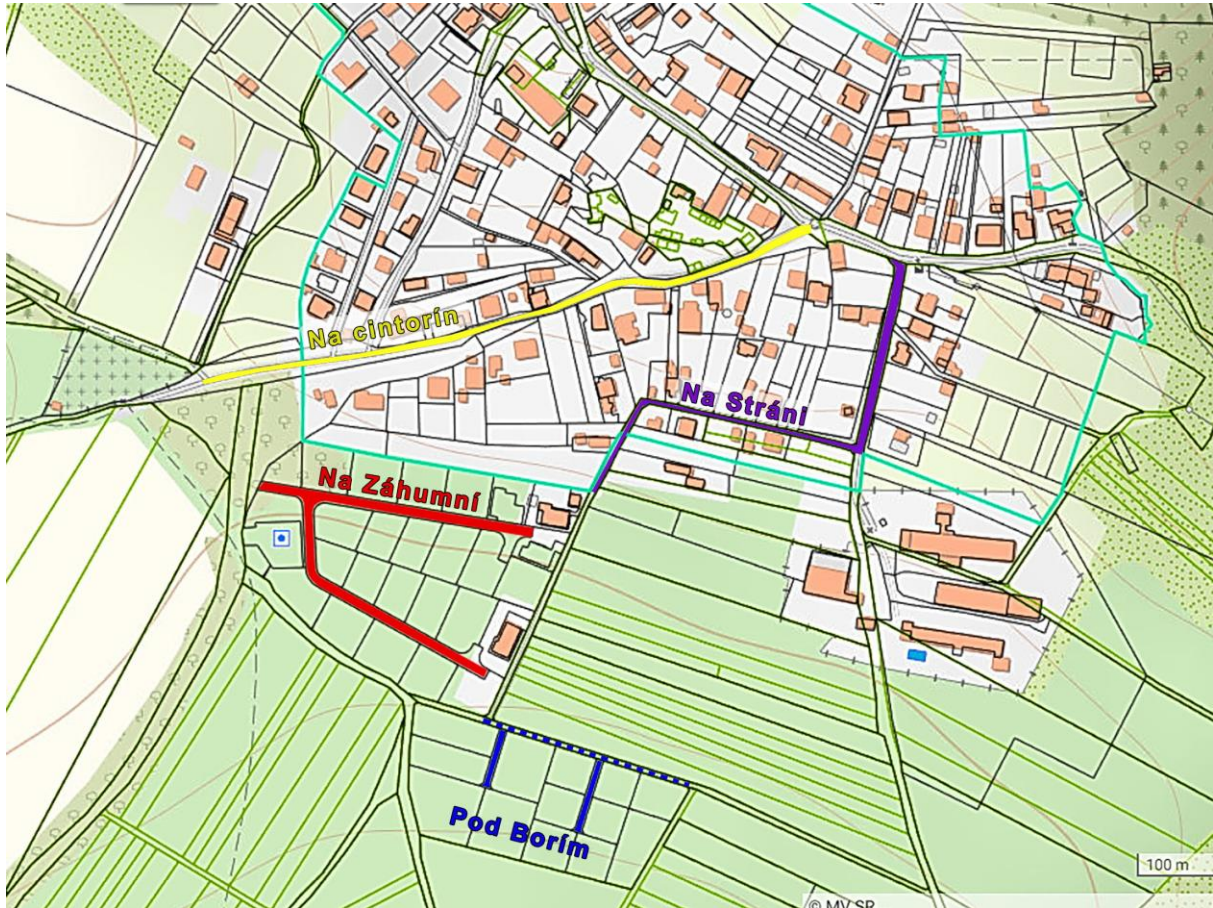 Na cintorín
Na Stráni
Na Záhumní
Pod Borím
100 m
© MV SR